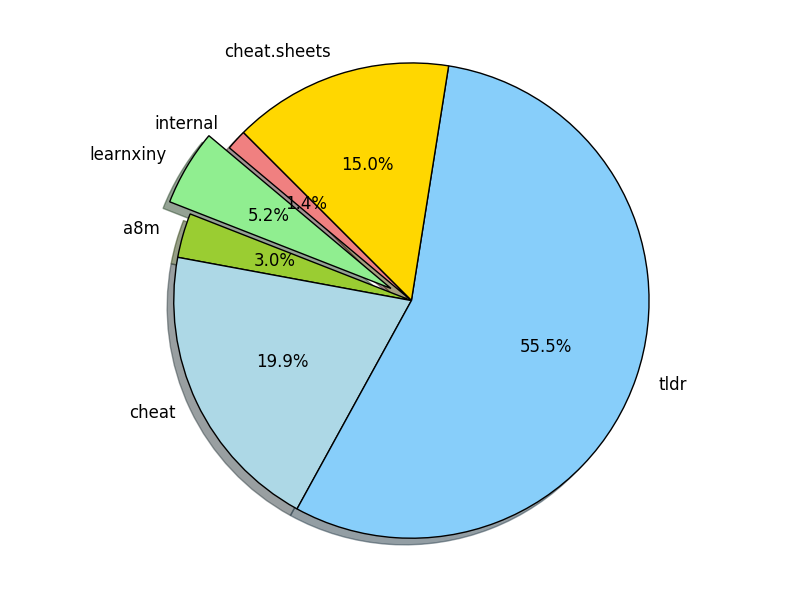 cheat.sheets
internal
learnxiny
a8m
cheat
tldr
15.0%
1.4%
5.2%
3.0%
19.9%
55.5%